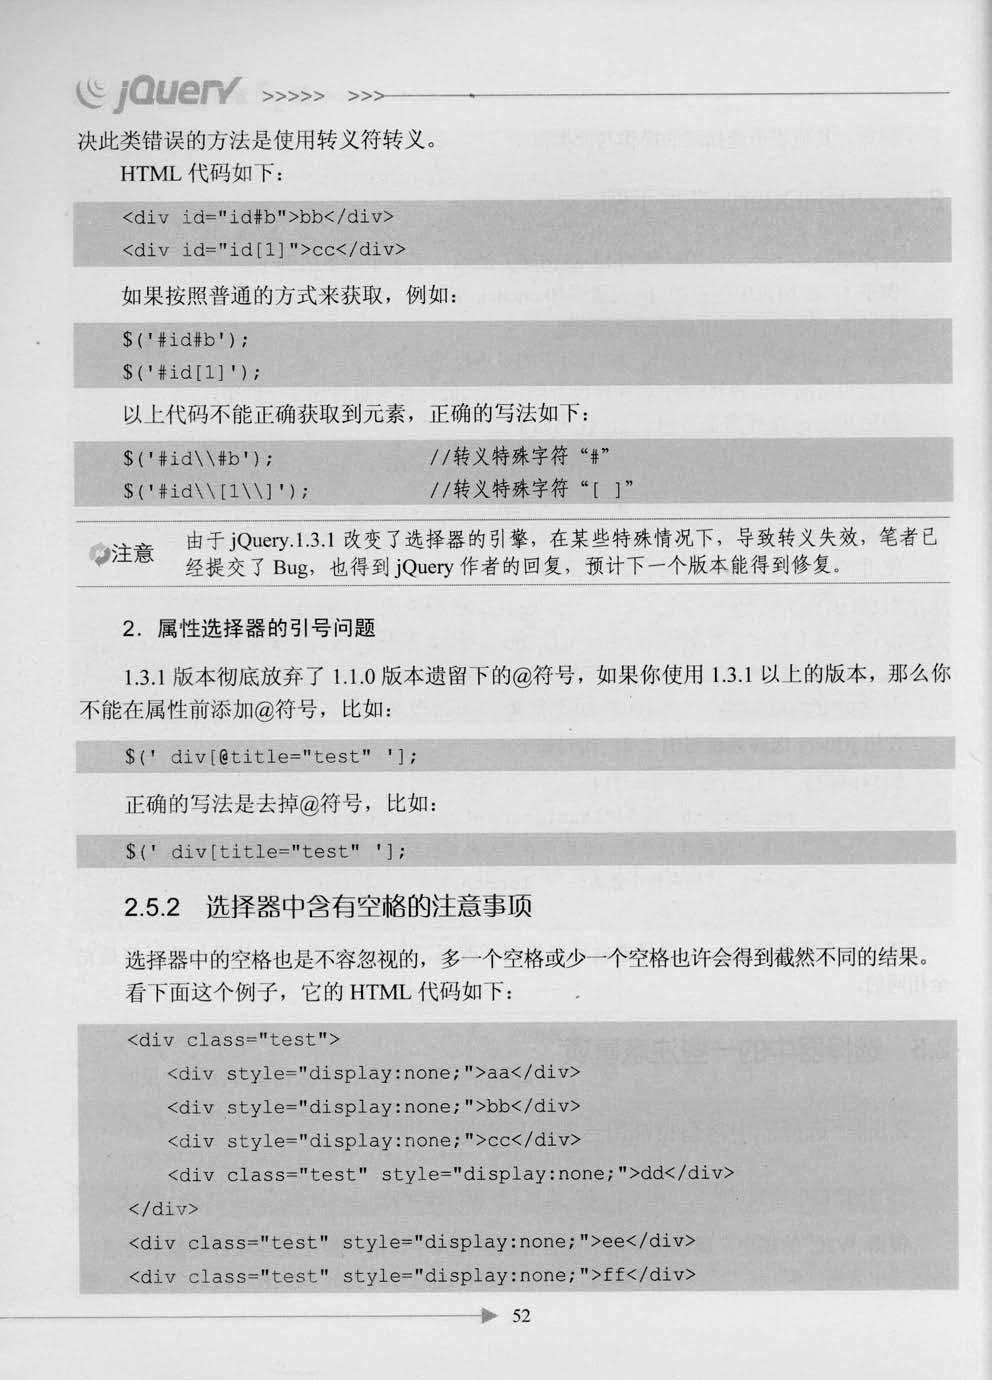 jQuery >>>>> >>>
决此类错误的方法是使用转义符转义。
HTML 代码如下：
<div id="id#b">bb</div>
<div id="id[1]">cc</div>
如果按照普通的方式来获取，例如：
$('#id#b');
$('#id[1]');
以上代码不能正确获取到元素，正确的写法如下：
$('#id\\#b'); //转义特殊字符“#”
$('#id\\[1\\]'); //转义特殊字符“[ ]”
注意
由于 jQuery.1.3.1 改变了选择器的引擎，在某些特殊情况下，导致转义失效，笔者已
经提交了 Bug，也得到 jQuery 作者的回复，预计下一个版本能得到修复。
2．属性选择器的引号问题
1.3.1 版本彻底放弃了 1.1.0 版本遗留下的@符号，如果你使用 1.3.1 以上的版本，那么你
不能在属性前添加@符号，比如：
$(' div[@title="test" '];
正确的写法是去掉@符号，比如：
$(' div[title="test" '];
2.5.2 选择器中含有空格的注意事项
选择器中的空格也是不容忽视的，多一个空格或少一个空格也许会得到截然不同的结果。
看下面这个例子，它的 HTML 代码如下：
<div class="test">
<div style="display:none;">aa</div>
<div style="display:none;">bb</div>
<div style="display:none;">cc</div>
<div class="test" style="display:none;">dd</div>
</div>
<div class="test" style="display:none;">ee</div>
<div class="test" style="display:none;">ff</div>
52